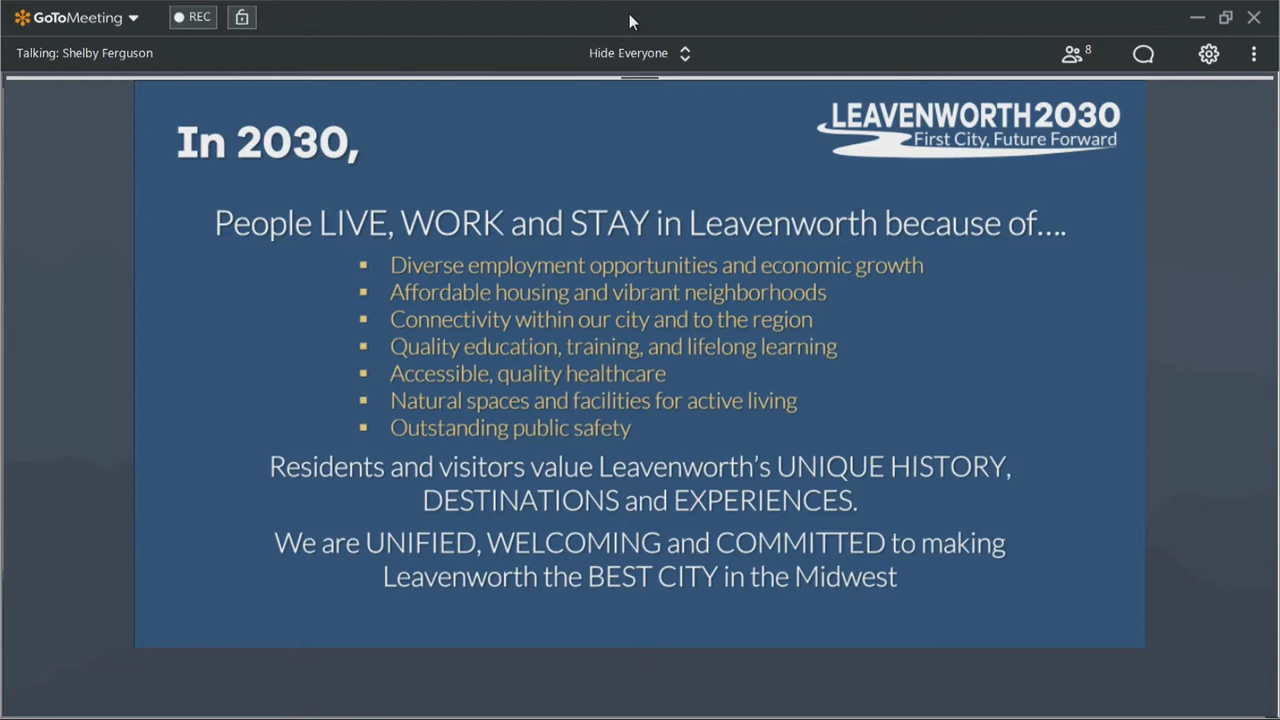 GoToMeeting
REC
Talking: Shelby Ferguson
Hide Everyone
8
In 2030,
LEAVENWORTH2030
First City, Future Forward
People LIVE, WORK and STAY in Leavenworth because of....
▪ Diverse employment opportunities and economic growth
▪ Affordable housing and vibrant neighborhoods
▪ Connectivity within our city and to the region
▪ Quality education, training, and lifelong learning
▪ Accessible, quality healthcare
▪ Natural spaces and facilities for active living
▪ Outstanding public safety
Residents and visitors value Leavenworth's UNIQUE HISTORY,
DESTINATIONS and EXPERIENCES.
We are UNIFIED, WELCOMING and COMMITTED to making
Leavenworth the BEST CITY in the Midwest